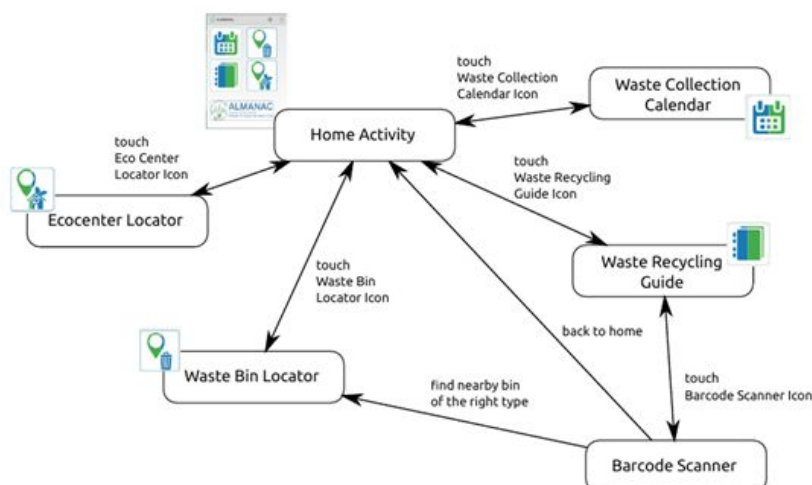 ALMANAC
Home Activity
touch
Waste Collection
Calendar Icon
Waste Collection
Calendar
touch
Eco Center
Locator Icon
Ecocenter Locator
touch
Waste Recycling
Guide Icon
Waste Recycling
Guide
touch
Waste Bin
Locator Icon
Waste Bin Locator
back to home
find nearby bin
of the right type
touch
Barcode Scanner Icon
Barcode Scanner